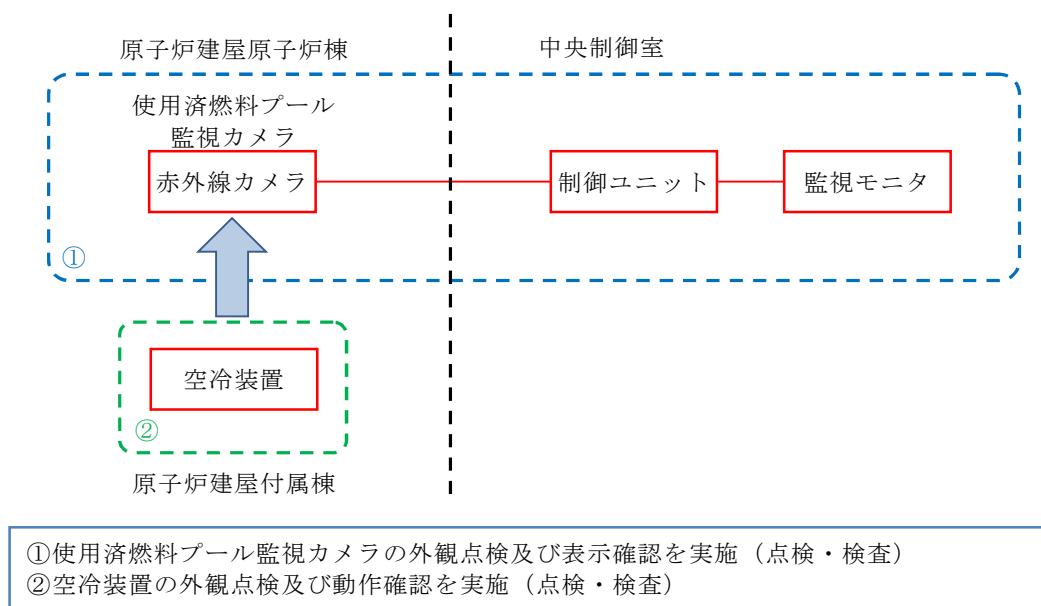 原子炉建屋原子炉棟
中央制御室
使用済燃料プール
監視カメラ
赤外線カメラ
制御ユニット
監視モニタ
①
空冷装置
②
原子炉建屋付属棟
①使用済燃料プール監視カメラの外観点検及び表示確認を実施（点検・検査）
②空冷装置の外観点検及び動作確認を実施（点検・検査）